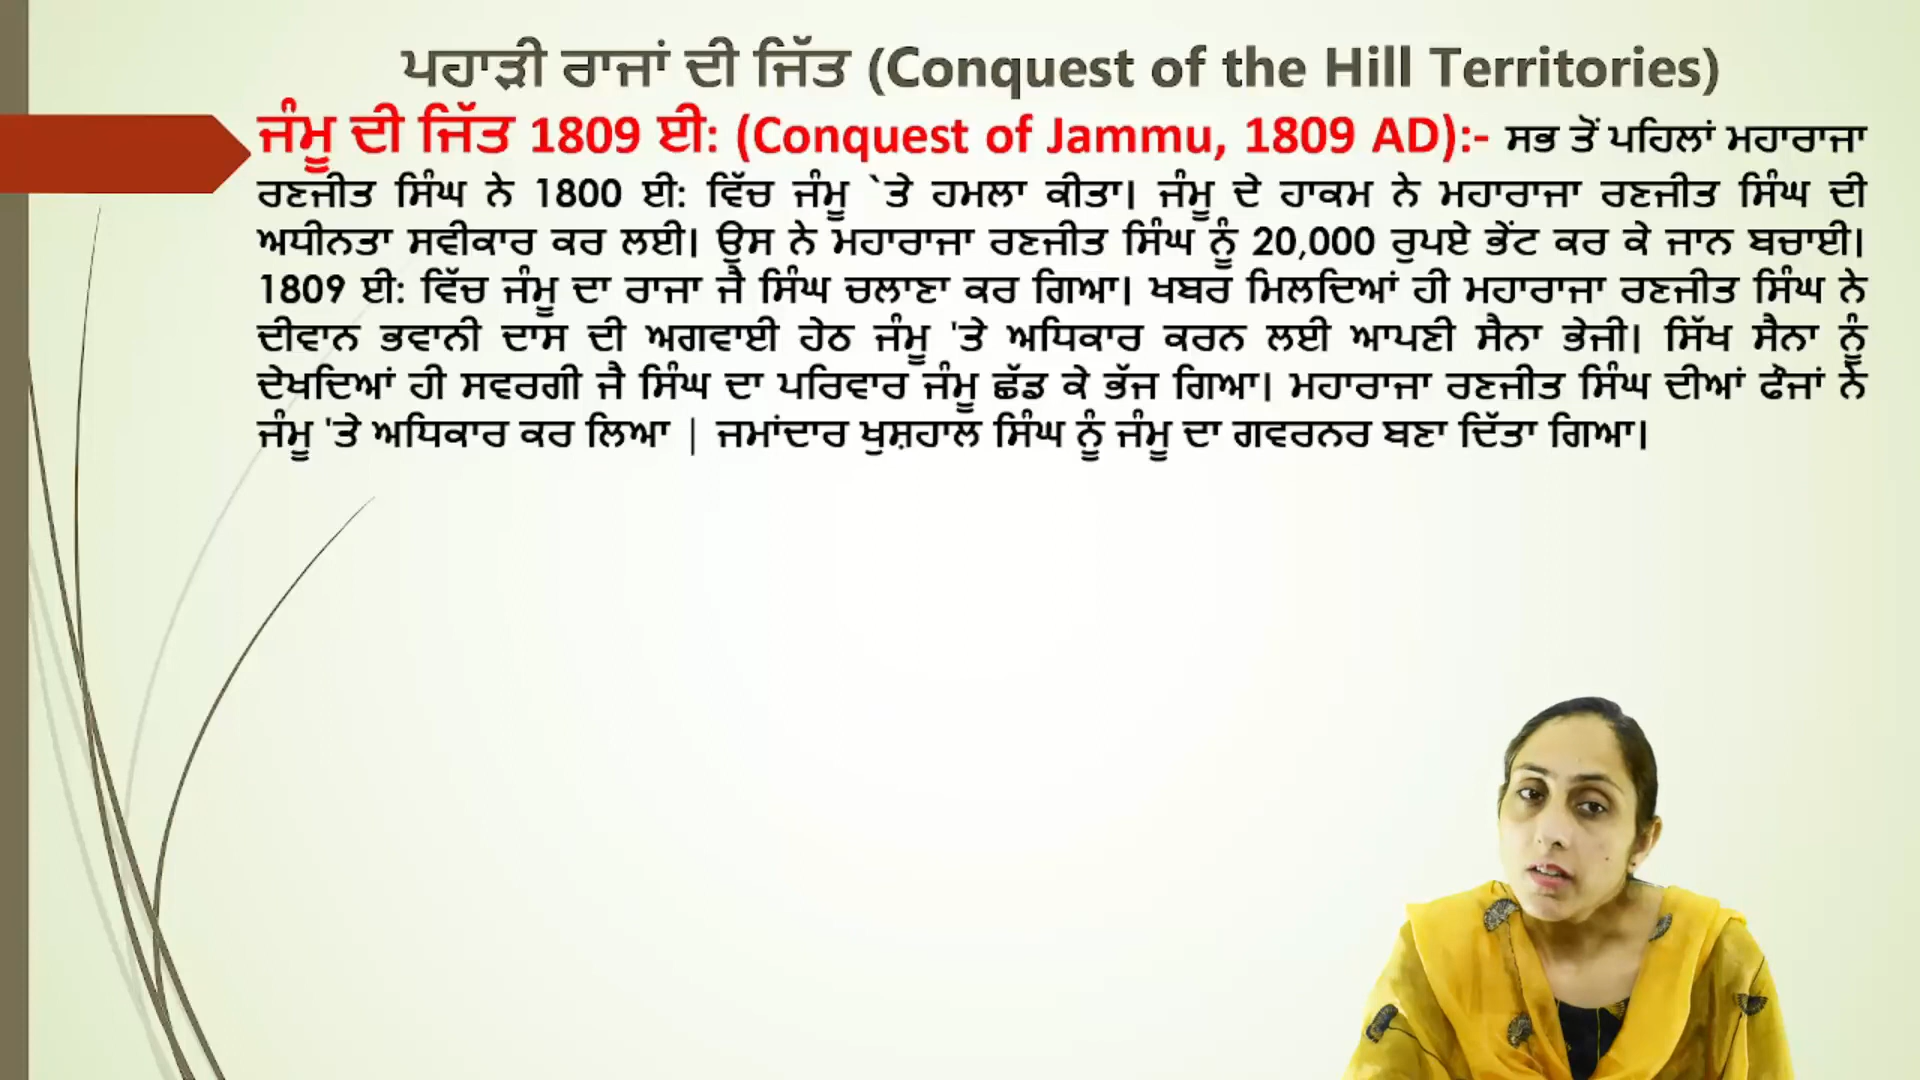 ਪਹਾੜੀ ਰਾਜਾਂ ਦੀ ਜਿੱਤ (Conquest of the Hill Territories)
ਜੰਮੂ ਦੀ ਜਿੱਤ 1809 ਈ: (Conquest of Jammu, 1809 AD):- ਸਭ ਤੋਂ ਪਹਿਲਾਂ ਮਹਾਰਾਜਾ
ਰਣਜੀਤ ਸਿੰਘ ਨੇ 1800 ਈ: ਵਿੱਚ ਜੰਮੂ `ਤੇ ਹਮਲਾ ਕੀਤਾ। ਜੰਮੂ ਦੇ ਹਾਕਮ ਨੇ ਮਹਾਰਾਜਾ ਰਣਜੀਤ ਸਿੰਘ ਦੀ
ਅਧੀਨਤਾ ਸਵੀਕਾਰ ਕਰ ਲਈ। ਉਸ ਨੇ ਮਹਾਰਾਜਾ ਰਣਜੀਤ ਸਿੰਘ ਨੂੰ 20,000 ਰੁਪਏ ਭੇਂਟ ਕਰ ਕੇ ਜਾਨ ਬਚਾਈ।
1809 ਈ: ਵਿੱਚ ਜੰਮੂ ਦਾ ਰਾਜਾ ਜੈ ਸਿੰਘ ਚਲਾਣਾ ਕਰ ਗਿਆ। ਖਬਰ ਮਿਲਦਿਆਂ ਹੀ ਮਹਾਰਾਜਾ ਰਣਜੀਤ ਸਿੰਘ ਨੇ
ਦੀਵਾਨ ਭਵਾਨੀ ਦਾਸ ਦੀ ਅਗਵਾਈ ਹੇਠ ਜੰਮੂ 'ਤੇ ਅਧਿਕਾਰ ਕਰਨ ਲਈ ਆਪਣੀ ਸੈਨਾ ਭੇਜੀ। ਸਿੱਖ ਸੈਨਾ ਨੂੰ
ਦੇਖਦਿਆਂ ਹੀ ਸਵਰਗੀ ਜੈ ਸਿੰਘ ਦਾ ਪਰਿਵਾਰ ਜੰਮੂ ਛੱਡ ਕੇ ਭੱਜ ਗਿਆ। ਮਹਾਰਾਜਾ ਰਣਜੀਤ ਸਿੰਘ ਦੀਆਂ ਫੌਜਾਂ ਨੇ
ਜੰਮੂ 'ਤੇ ਅਧਿਕਾਰ ਕਰ ਲਿਆ | ਜਮਾਂਦਾਰ ਖੁਸ਼ਹਾਲ ਸਿੰਘ ਨੂੰ ਜੰਮੂ ਦਾ ਗਵਰਨਰ ਬਣਾ ਦਿੱਤਾ ਗਿਆ।